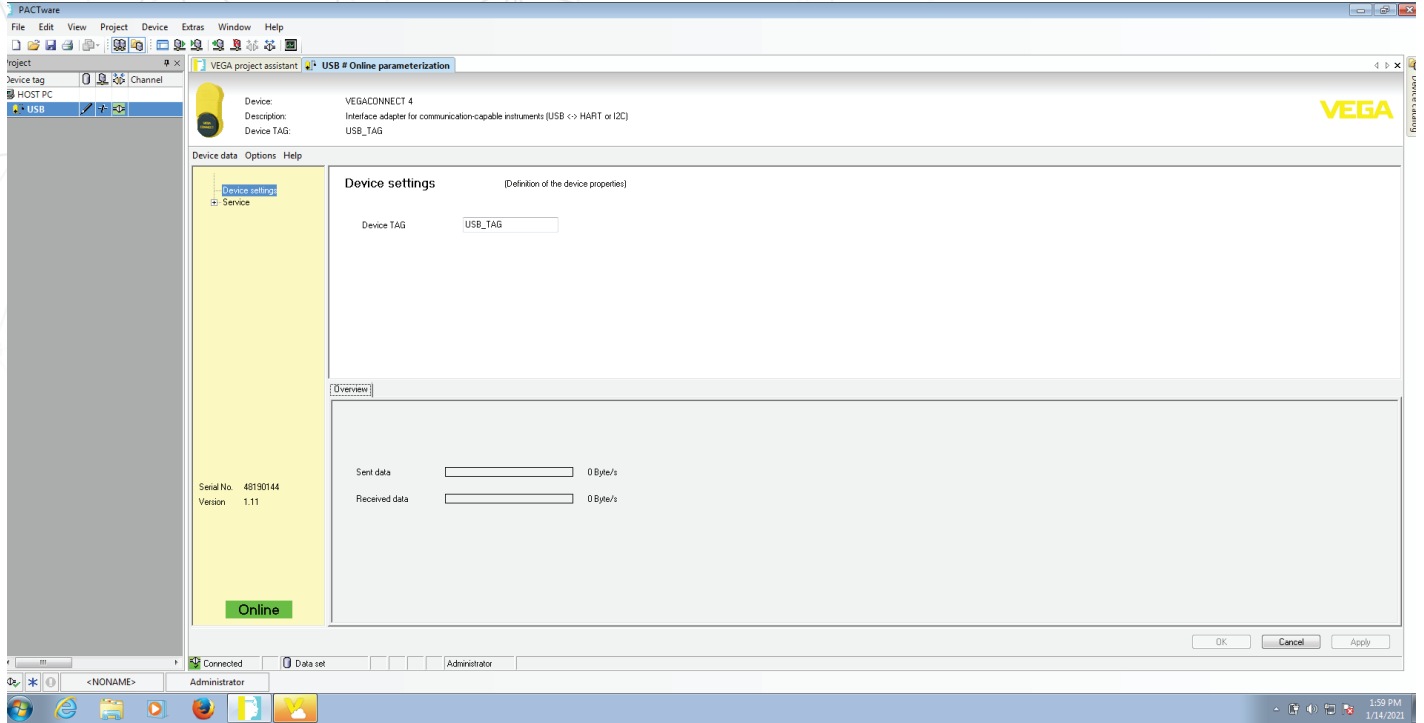 PACTware
File Edit View Project Device Extras Window Help
Project
VEGA project assistant USB # Online parameterization
Device tag Channel
HOST PC
USB
Device catalog
Device: VEGACONNECT 4
Description: Interface adapter for communication-capable instruments (USB <-> HART or I2C)
Device TAG: USB_TAG
VEGA
Device data Options Help
Device settings
Service
Device settings (Definition of the device properties)
Device TAG USB_TAG
Overview
Sent data 0 Byte/s
Received data 0 Byte/s
Serial No. 48190144
Version 1.11
Online
OK Cancel Apply
Connected Data set Administrator
<NONAME> Administrator
1:59 PM
1/14/2021